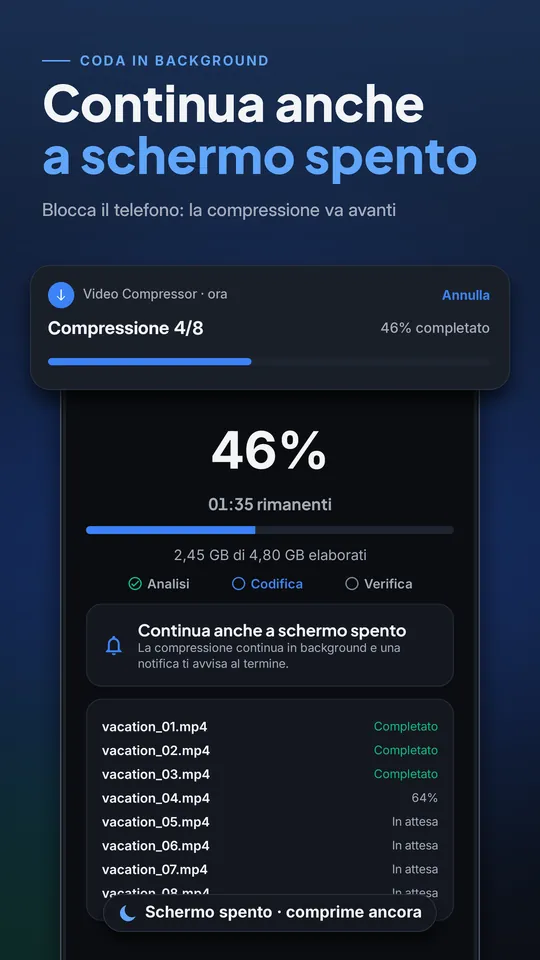 CODA IN BACKGROUND
Continua anche
a schermo spento
Blocca il telefono: la compressione va avanti
Video Compressor · ora
Annulla
Compressione 4/8
46% completato
46%
01:35 rimanenti
2,45 GB di 4,80 GB elaborati
Analisi
Codifica
Verifica
Continua anche a schermo spento
La compressione continua in background e una
notifica ti avvisa al termine.
vacation_01.mp4 Completato
vacation_02.mp4 Completato
vacation_03.mp4 Completato
vacation_04.mp4 64%
vacation_05.mp4 In attesa
vacation_06.mp4 In attesa
vacation_07.mp4 In attesa
vacation_08.mp4 In attesa
Schermo spento · comprime ancora